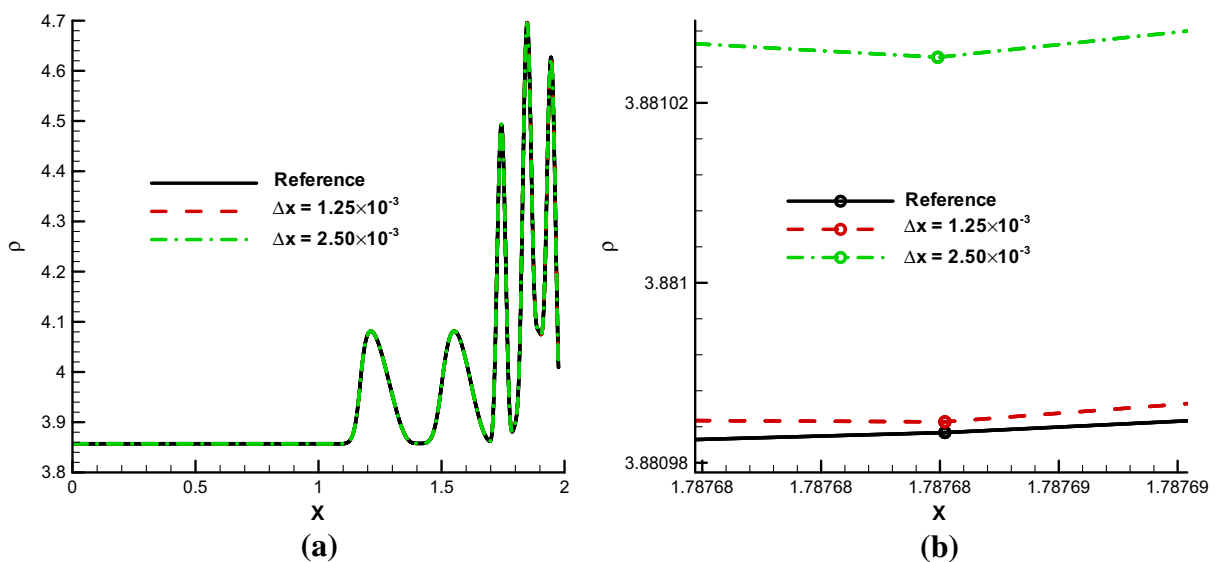 4.7
4.6
4.5
4.4
4.3
4.2
4.1
4
3.9
3.8
ρ
Reference
Δx = 1.25×10-3
Δx = 2.50×10-3
0 0.5 1 1.5 2
X
(a)
3.88102
3.881
3.88098
ρ
Reference
Δx = 1.25×10-3
Δx = 2.50×10-3
1.78768 1.78768 1.78768 1.78769 1.78769
X
(b)